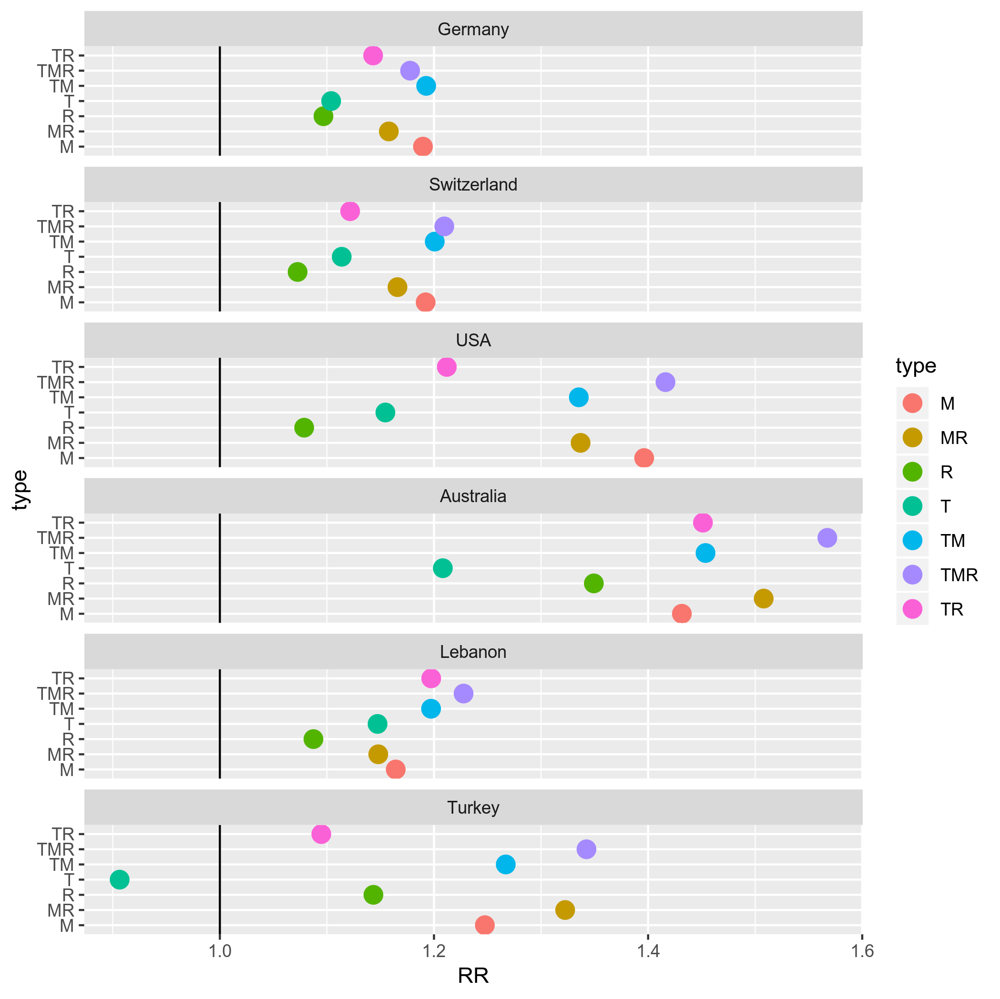 Germany
TR
TMR
TM
T
R
MR
M
Switzerland
TR
TMR
TM
T
R
MR
M
USA
TR
TMR
TM
T
R
MR
M
Australia
TR
TMR
TM
T
R
MR
M
Lebanon
TR
TMR
TM
T
R
MR
M
Turkey
TR
TMR
TM
T
R
MR
M
1.0 1.2 1.4 1.6
RR
type
type
M
MR
R
T
TM
TMR
TR